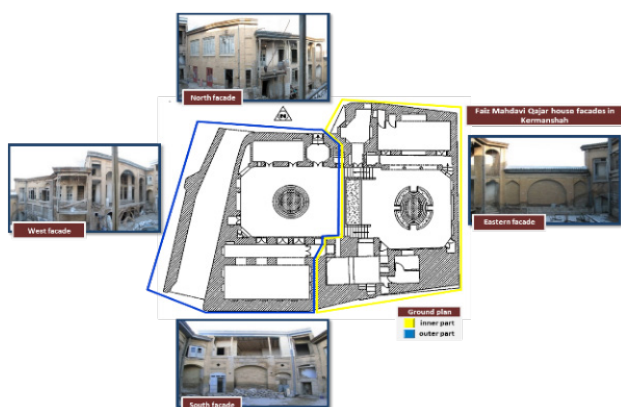 North facade
Faiz Mahdavi Qajar house facades in
Kermanshah
West facade
Eastern facade
Ground plan
inner part
outer part
South facade